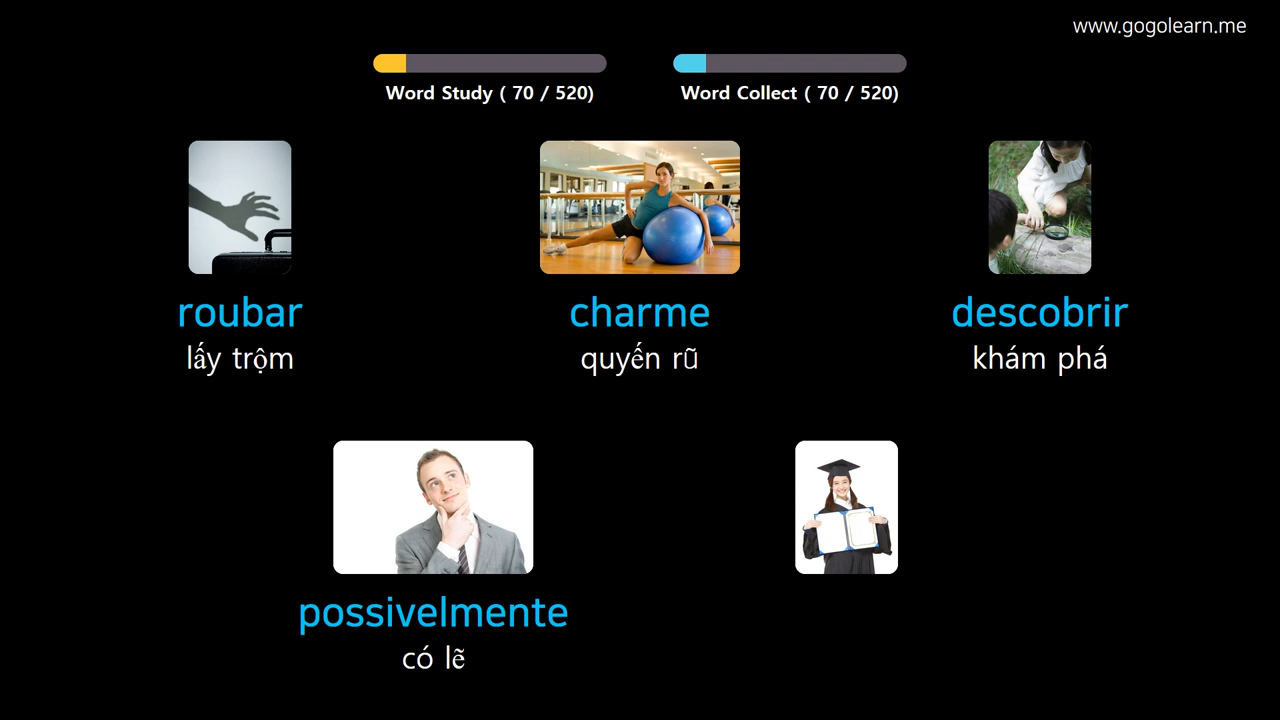 www.gogolearn.me
Word Study ( 70 / 520)
Word Collect ( 70 / 520)
roubar
lấy trộm
charme
quyến rũ
descobrir
khám phá
possivelmente
có lẽ